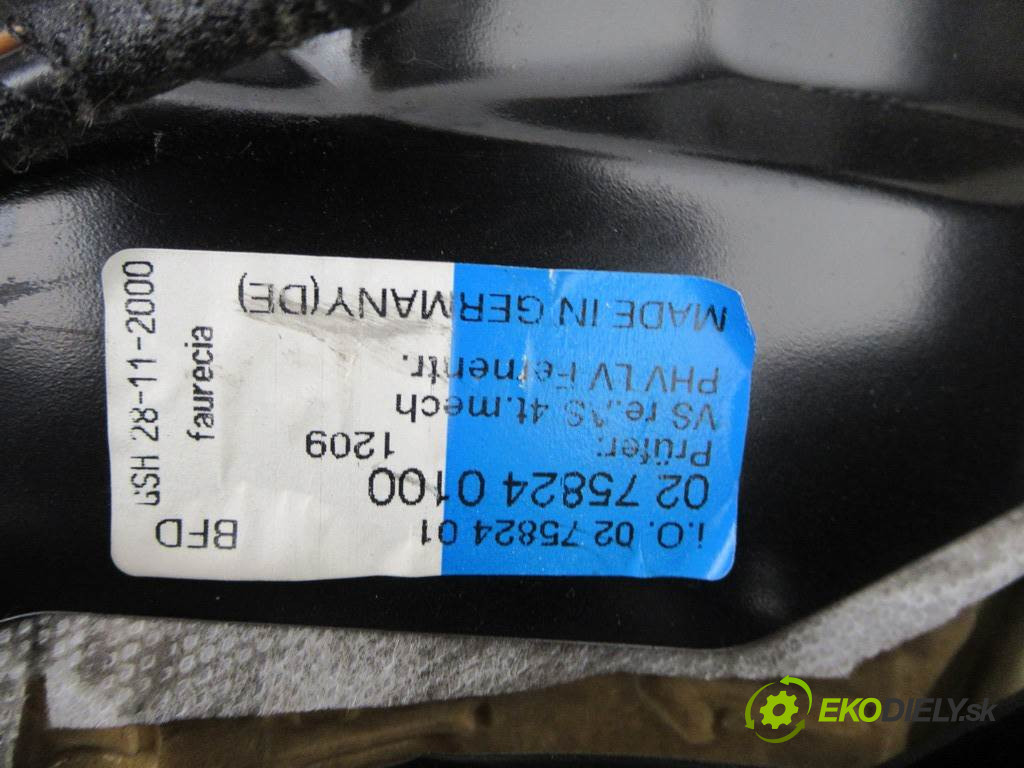 i.O. 02 75824 01
BFD
02 75824 0100
Prüfer: 1209
VS re.AS 4t.mech
PHV LV Fernentr.
MADE IN GERMANY(DE)
GSH 28-11-2000
faurecia
EKODIELY.sk